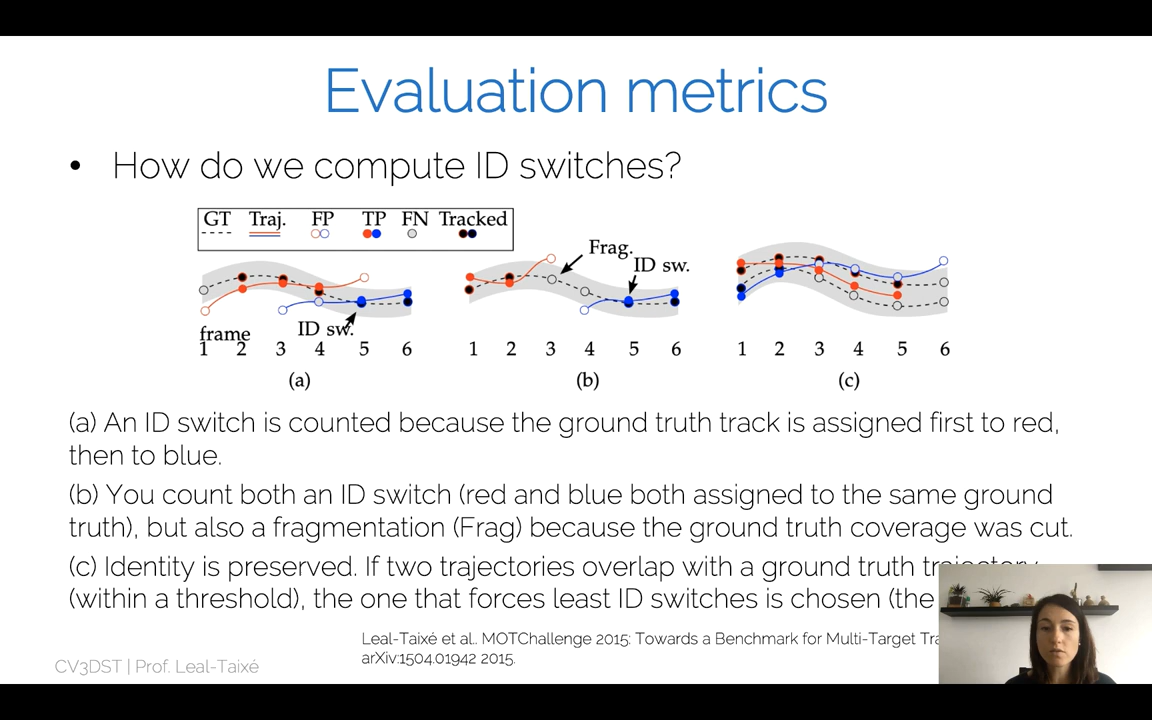 Evaluation metrics
• How do we compute ID switches?
GT Traj. FP TP FN Tracked
Frag.
ID sw.
ID sw.
frame
1 2 3 4 5 6
1 2 3 4 5 6
1 2 3 4 5 6
(a) (b) (c)
(a) An ID switch is counted because the ground truth track is assigned first to red,
then to blue.
(b) You count both an ID switch (red and blue both assigned to the same ground
truth), but also a fragmentation (Frag) because the ground truth coverage was cut.
(c) Identity is preserved. If two trajectories overlap with a ground truth trajectory
(within a threshold), the one that forces least ID switches is chosen (the
Leal-Taixé et al.. MOTChallenge 2015: Towards a Benchmark for Multi-Target
arXiv:1504.01942 2015.
CV3DST | Prof. Leal-Taixé